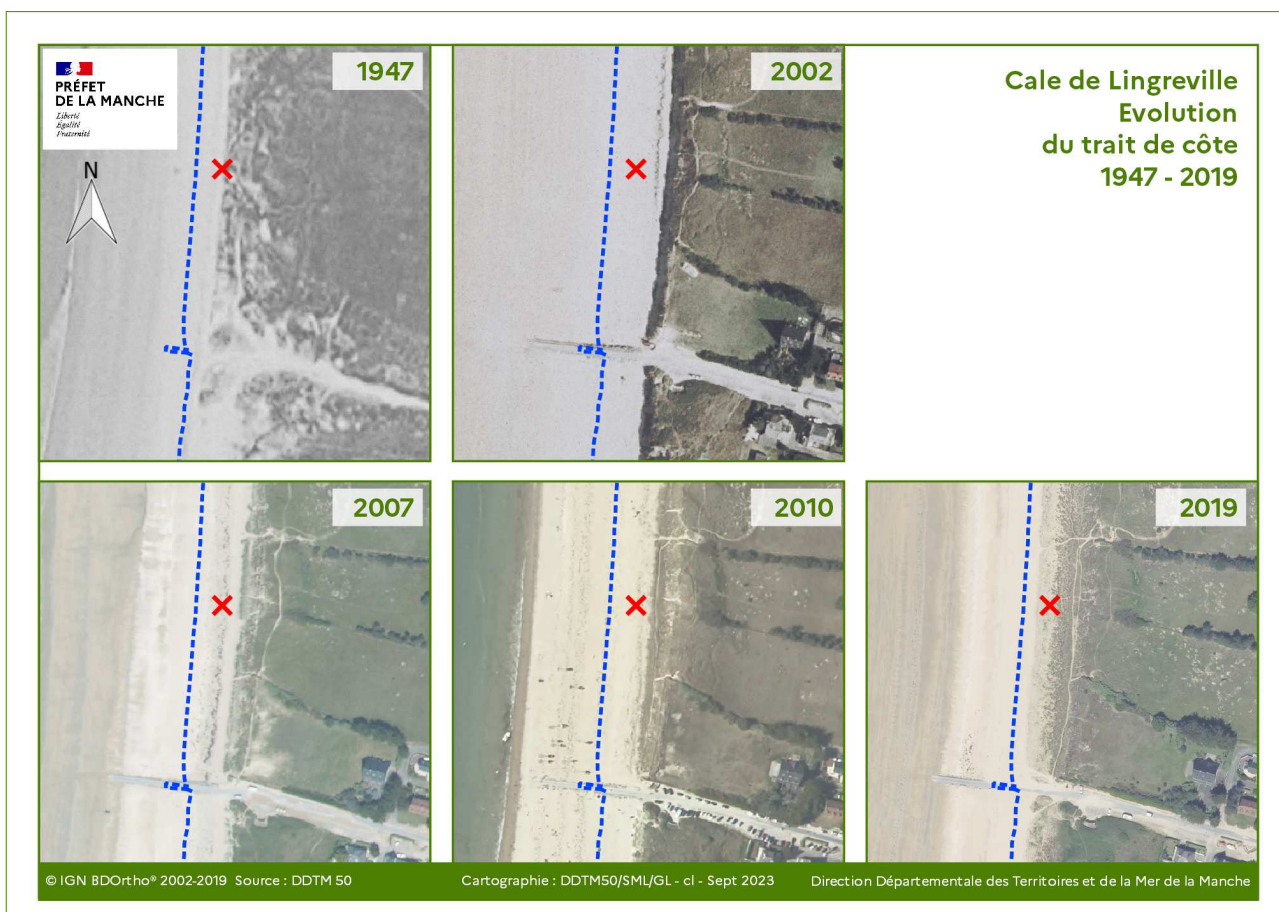 PRÉFET
DE LA MANCHE
Liberté
Égalité
Fraternité
N
1947
2002
Cale de Lingreville
Evolution
du trait de côte
1947 - 2019
2007
2010
2019
© IGN BDOrtho® 2002-2019 Source : DDTM 50
Cartographie : DDTM50/SML/GL - cl - Sept 2023
Direction Départementale des Territoires et de la Mer de la Manche